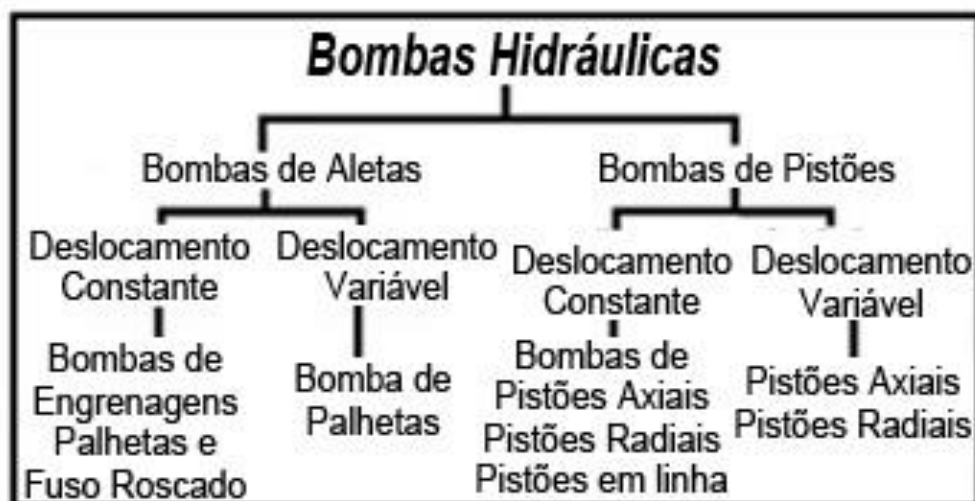 Bombas Hidráulicas
Bombas de Aletas
Bombas de Pistões
Deslocamento
Constante
Deslocamento
Variável
Deslocamento
Constante
Deslocamento
Variável
Bombas de
Engrenagens
Palhetas e
Fuso Roscado
Bomba de
Palhetas
Bombas de
Pistões Axiais
Pistões Radiais
Pistões em linha
Pistões Axiais
Pistões Radiais